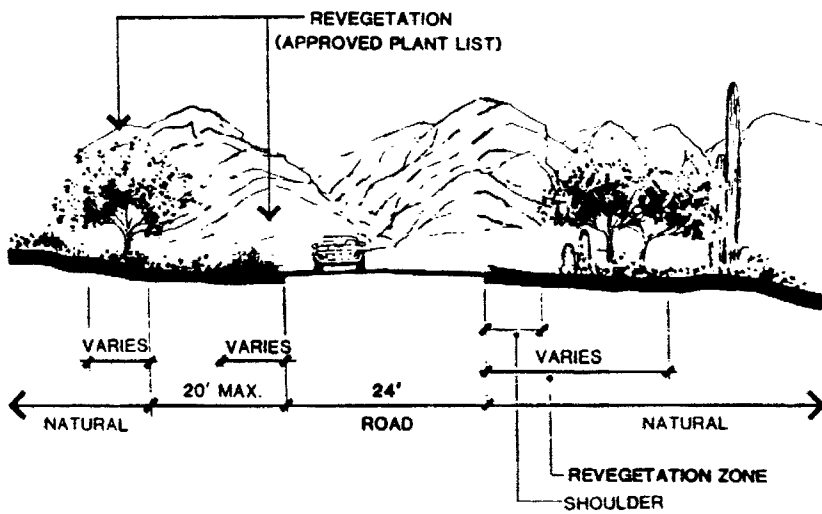 REVEGETATION
(APPROVED PLANT LIST)
VARIES
VARIES
VARIES
20' MAX.
24'
NATURAL
ROAD
NATURAL
REVEGETATION ZONE
SHOULDER